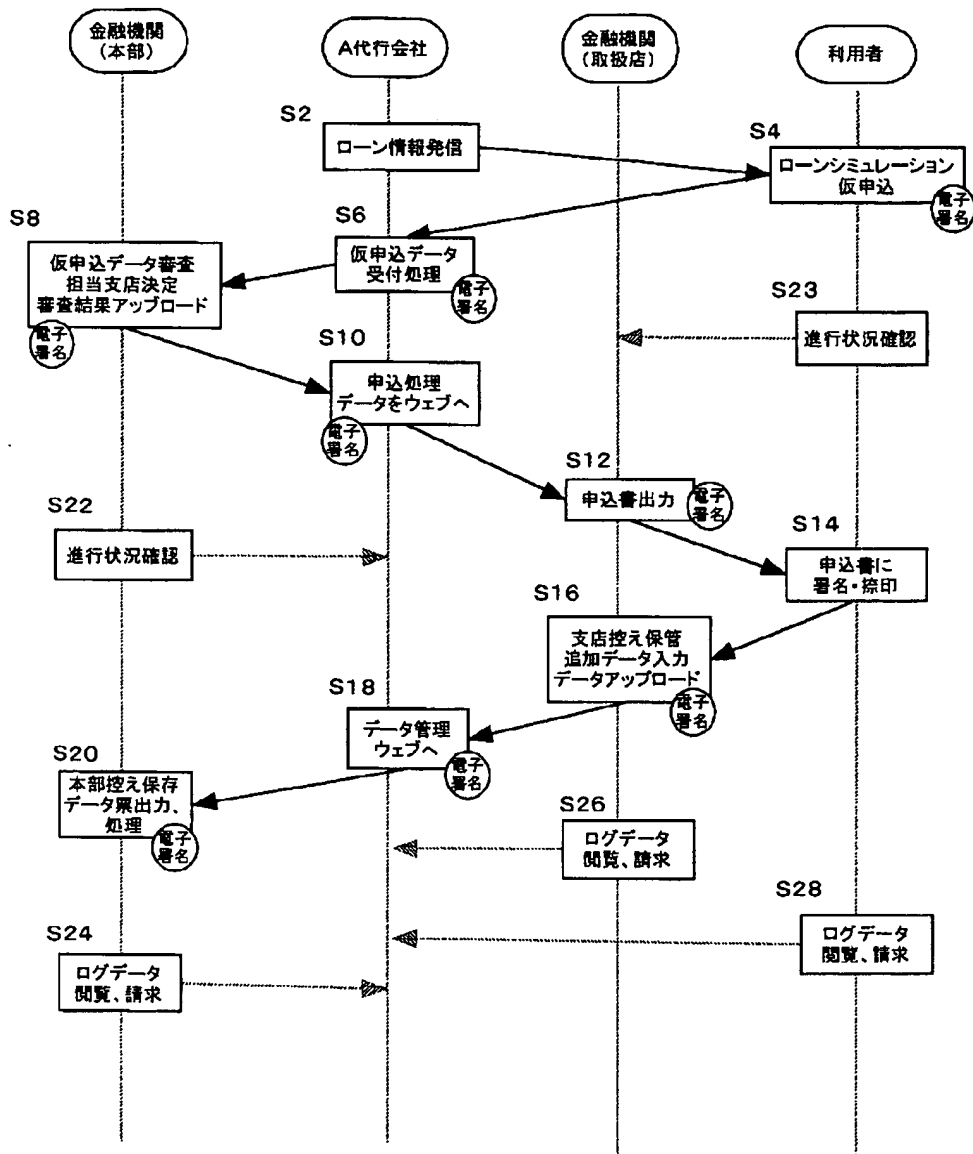 金融機関
(本部)
A代行会社
金融機関
(取扱店)
利用者
S2
ローン情報発信
S4
ローンシミュレーション
仮申込
電子
署名
S6
仮申込データ
受付処理
電子
署名
S8
仮申込データ審査
担当支店決定
審査結果アップロード
電子
署名
S23
進行状況確認
S10
申込処理
データをウェブへ
電子
署名
S12
申込書出力
電子
署名
S22
進行状況確認
S14
申込書に
署名・捺印
S16
支店控え保管
追加データ入力
データアップロード
電子
署名
S18
データ管理
ウェブへ
電子
署名
S20
本部控え保存
データ票出力、
処理
電子
署名
S26
ログデータ
閲覧、請求
S28
ログデータ
閲覧、請求
S24
ログデータ
閲覧、請求